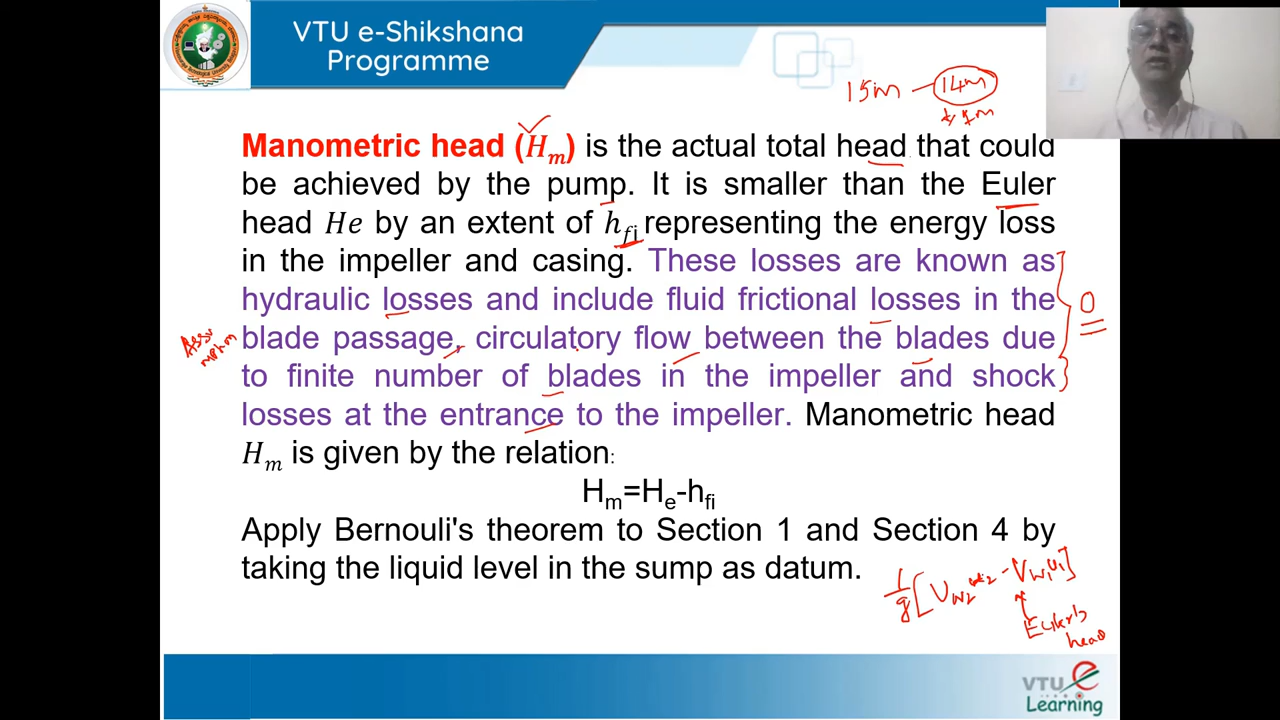 VTU e-Shikshana
Programme
15m - 14m
Manometric head (Hm) is the actual total head that could
be achieved by the pump. It is smaller than the Euler
head He by an extent of hfi representing the energy loss
in the impeller and casing. These losses are known as
hydraulic losses and include fluid frictional losses in the
0
blade passage, circulatory flow between the blades due
to finite number of blades in the impeller and shock
losses at the entrance to the impeller. Manometric head
Hm is given by the relation:
Hm=He-hfi
Apply Bernouli's theorem to Section 1 and Section 4 by
taking the liquid level in the sump as datum.
Euler's
head
VTU e
Learning